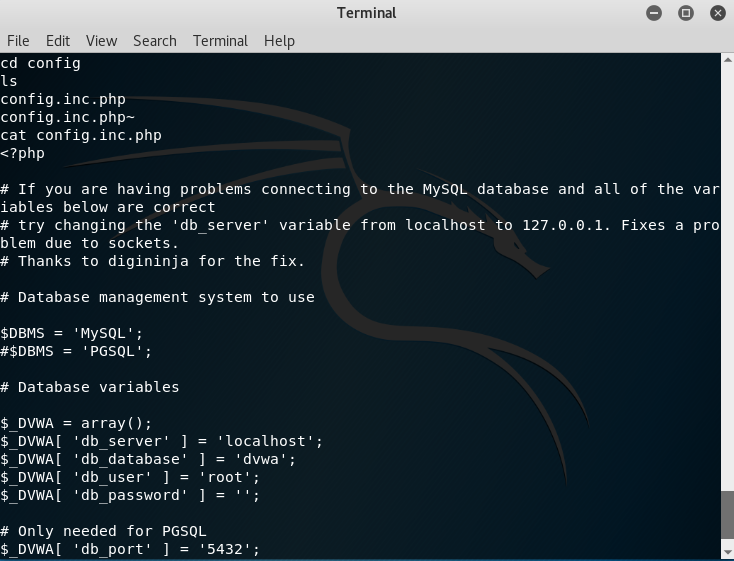 Terminal
File Edit View Search Terminal Help
cd config
ls
config.inc.php
config.inc.php~
cat config.inc.php
<?php

# If you are having problems connecting to the MySQL database and all of the var
iables below are correct
# try changing the 'db_server' variable from localhost to 127.0.0.1. Fixes a pro
blem due to sockets.
# Thanks to digininja for the fix.

# Database management system to use

$DBMS = 'MySQL';
#$DBMS = 'PGSQL';

# Database variables

$_DVWA = array();
$_DVWA[ 'db_server' ] = 'localhost';
$_DVWA[ 'db_database' ] = 'dvwa';
$_DVWA[ 'db_user' ] = 'root';
$_DVWA[ 'db_password' ] = '';

# Only needed for PGSQL
$_DVWA[ 'db_port' ] = '5432';